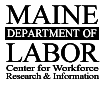 MAINE
DEPARTMENT OF
LABOR
Center for Workforce
Research & Information